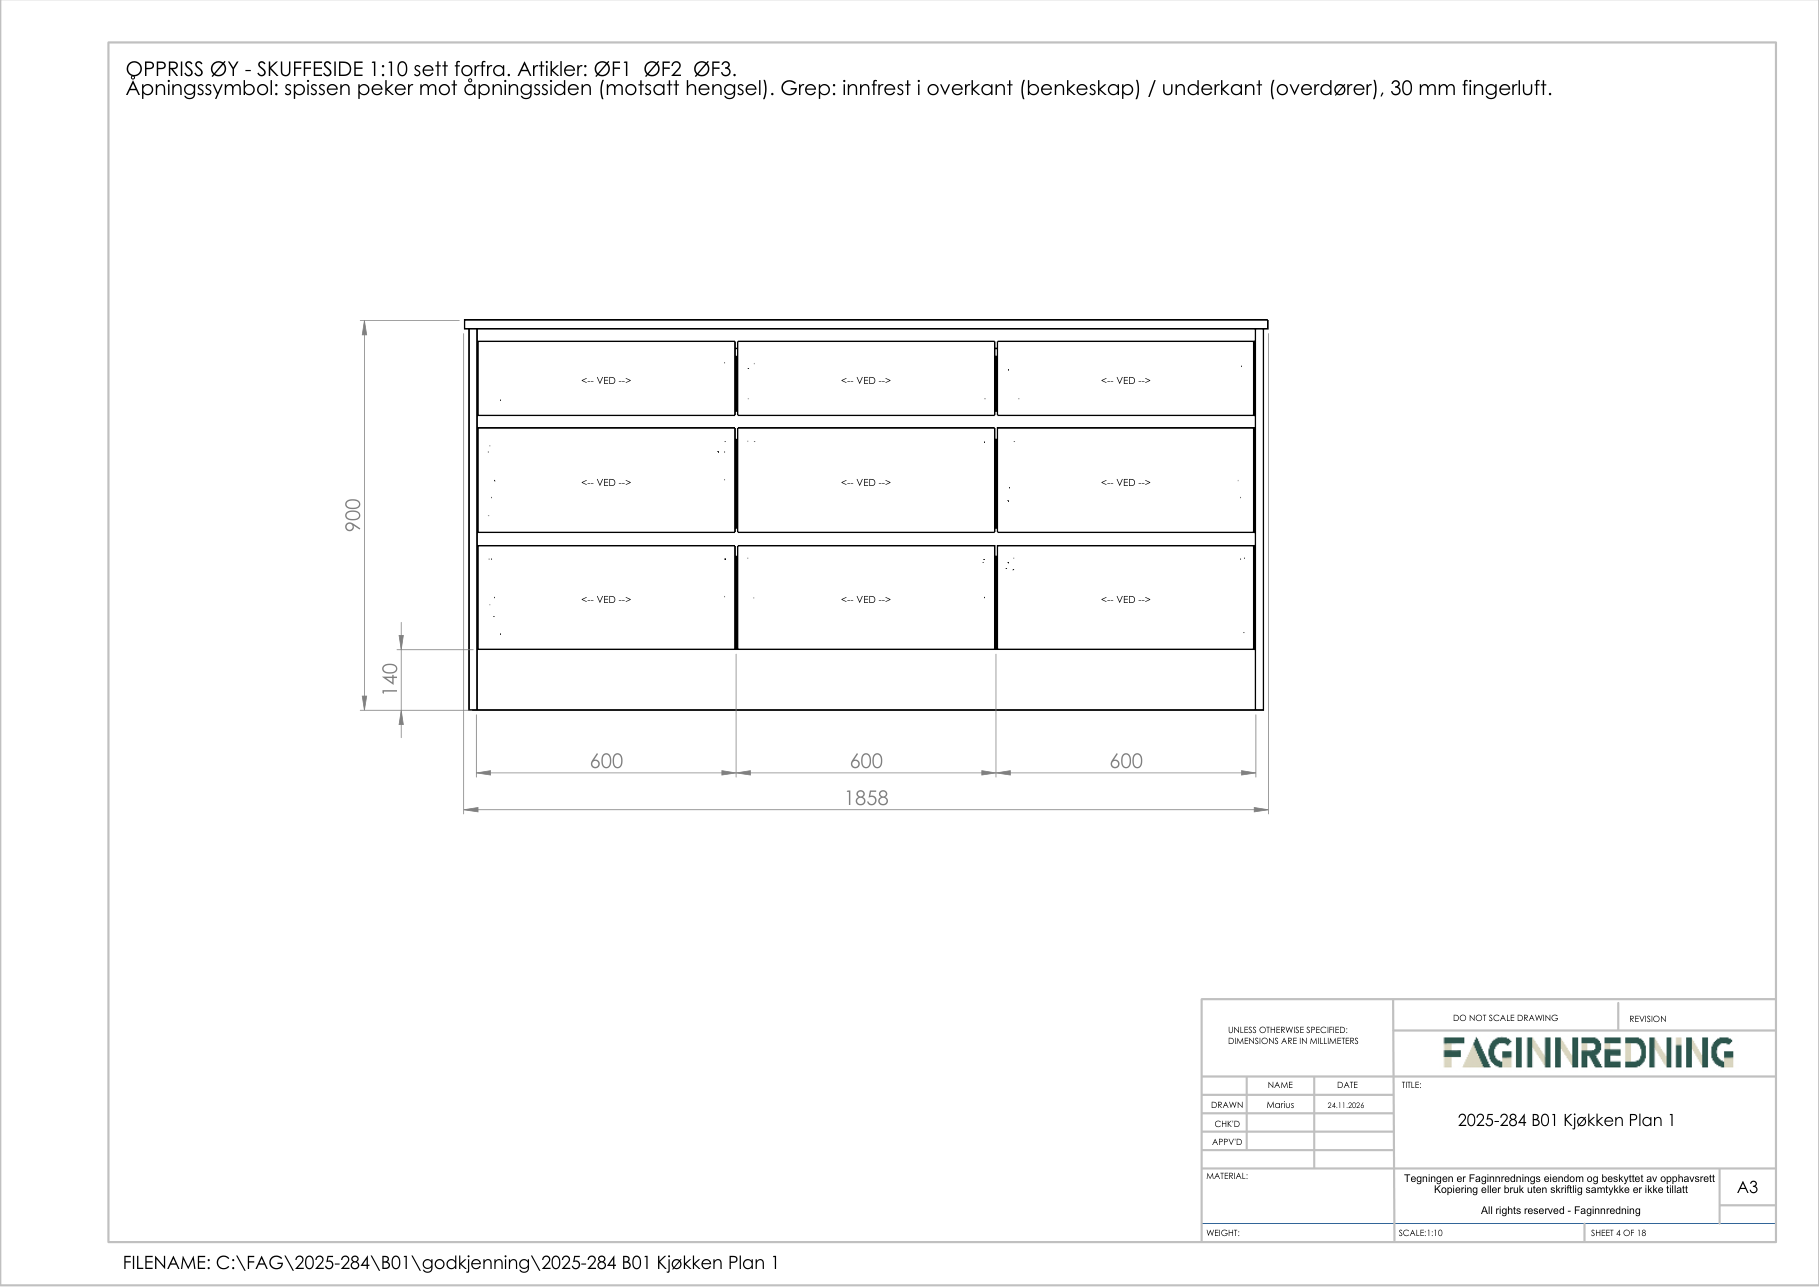 OPPRISS ØY - SKUFFESIDE 1:10 sett forfra. Artikler: ØF1 ØF2 ØF3.
Åpningssymbol: spissen peker mot åpningssiden (motsatt hengsel). Grep: innfrest i overkant (benkeskap) / underkant (overdører), 30 mm fingerluft.
<-- VED --> <-- VED --> <-- VED -->
<-- VED --> <-- VED --> <-- VED -->
900
<-- VED --> <-- VED --> <-- VED -->
140
600 600 600
1858
UNLESS OTHERWISE SPECIFIED:
DIMENSIONS ARE IN MILLIMETERS
DO NOT SCALE DRAWING
REVISION
FAGINNREDNiNG
NAME DATE
DRAWN Marius 24.11.2026
CHK'D
APPV'D
TITLE:
2025-284 B01 Kjøkken Plan 1
MATERIAL:
Tegningen er Faginnrednings eiendom og beskyttet av opphavsrett
Kopiering eller bruk uten skriftlig samtykke er ikke tillatt
All rights reserved - Faginnredning
A3
WEIGHT:
SCALE:1:10
SHEET 4 OF 18
FILENAME: C:\FAG\2025-284\B01\godkjenning\2025-284 B01 Kjøkken Plan 1